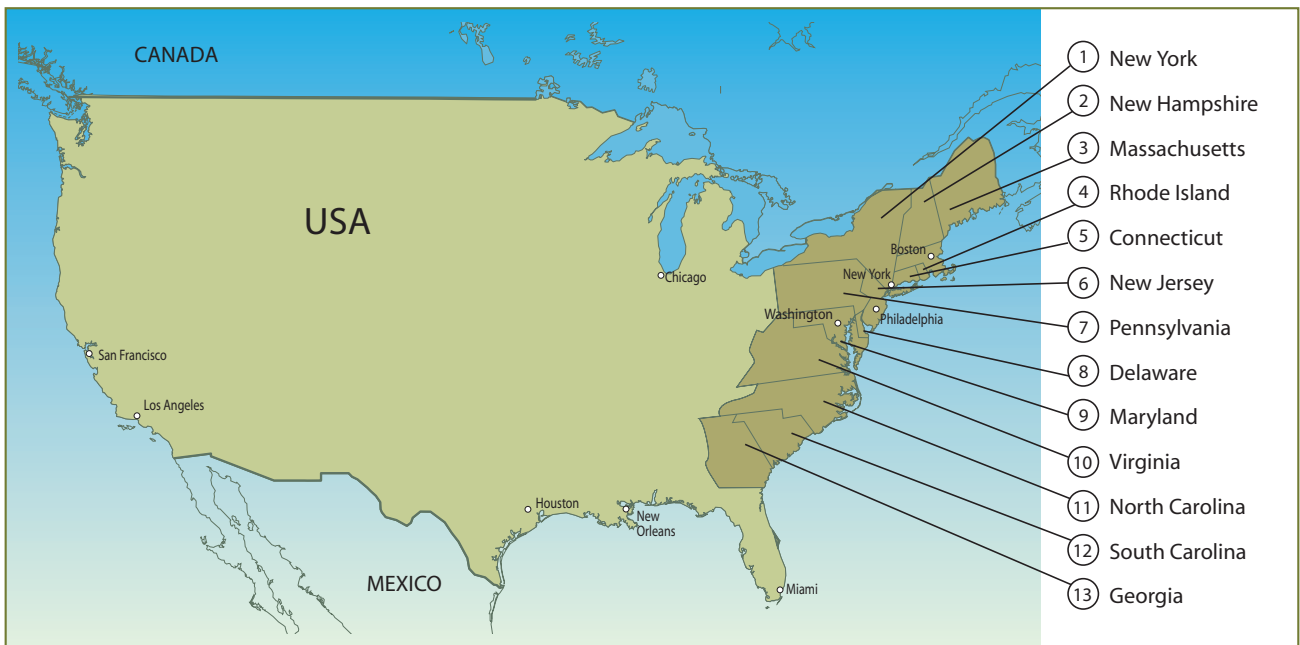 CANADA
USA
Chicago
San Francisco
Los Angeles
Houston
New
Orleans
Miami
MEXICO
Boston
New York
Washington
Philadelphia
1 New York
2 New Hampshire
3 Massachusetts
4 Rhode Island
5 Connecticut
6 New Jersey
7 Pennsylvania
8 Delaware
9 Maryland
10 Virginia
11 North Carolina
12 South Carolina
13 Georgia